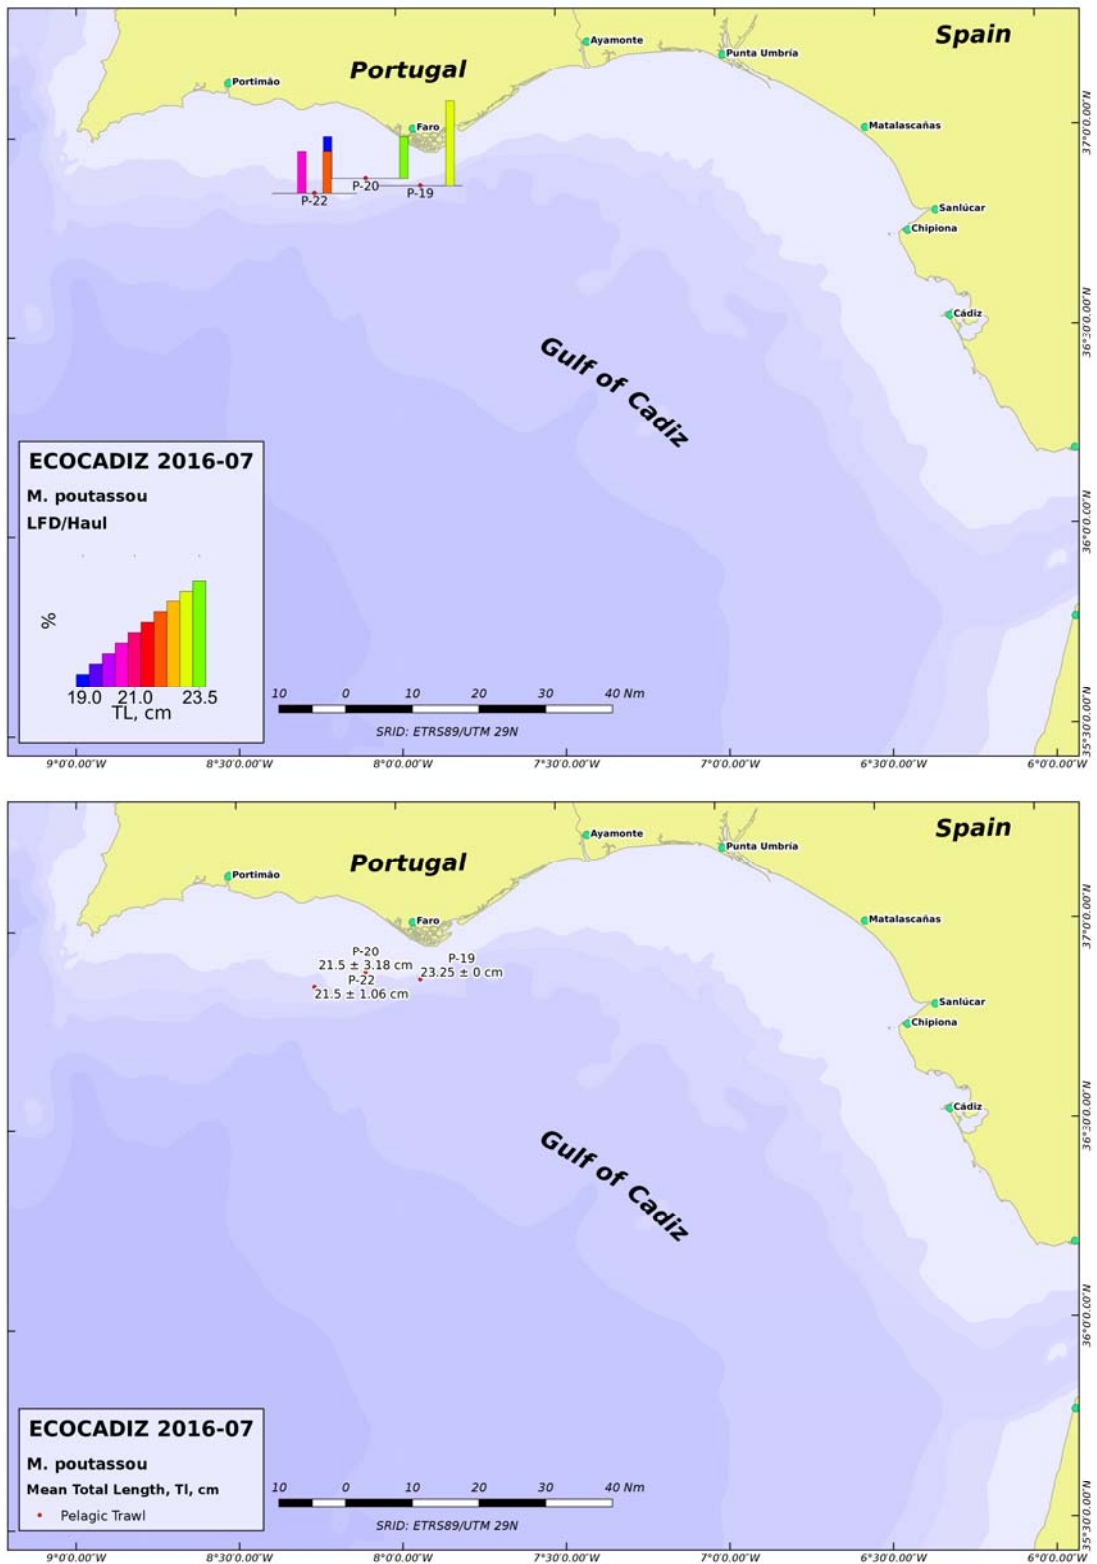 Spain
Ayamonte
Punta Umbría
Portugal
Portimão
Faro
Matalascañas
37°0'0.00"N
P-20
P-19
P-22
Sanlúcar
Chipiona
Cádiz
36°30'0.00"N
Gulf of Cadiz
ECOCADIZ 2016-07
M. poutassou
LFD/Haul
%
19.0 21.0 23.5
TL, cm
36°0'0.00"N
10 0 10 20 30 40 Nm
SRID: ETRS89/UTM 29N
35°30'0.00"N
9°0'0.00"W 8°30'0.00"W 8°0'0.00"W 7°30'0.00"W 7°0'0.00"W 6°30'0.00"W 6°0'0.00"W
Spain
Ayamonte
Punta Umbría
Portugal
Portimão
Faro
Matalascañas
37°0'0.00"N
P-20
21.5 ± 3.18 cm
P-19
23.25 ± 0 cm
P-22
21.5 ± 1.06 cm
Sanlúcar
Chipiona
Cádiz
36°30'0.00"N
Gulf of Cadiz
36°0'0.00"N
ECOCADIZ 2016-07
M. poutassou
Mean Total Length, Tl, cm
Pelagic Trawl
10 0 10 20 30 40 Nm
SRID: ETRS89/UTM 29N
35°30'0.00"N
9°0'0.00"W 8°30'0.00"W 8°0'0.00"W 7°30'0.00"W 7°0'0.00"W 6°30'0.00"W 6°0'0.00"W